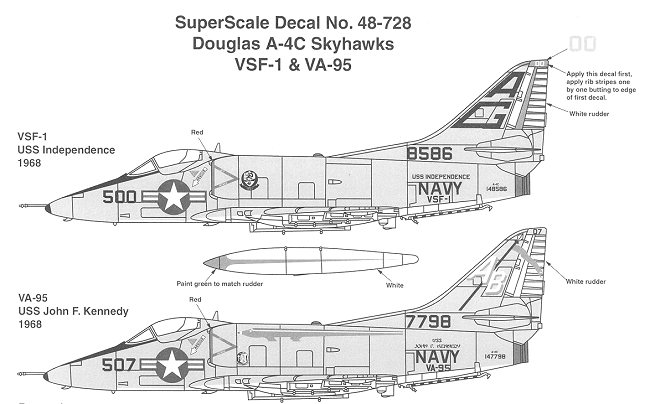 SuperScale Decal No. 48-728
Douglas A-4C Skyhawks
VSF-1 & VA-95
00
Apply this decal first,
apply rib stripes one
by one butting to edge
of first decal.
White rudder
AG
VSF-1
USS Independence
1968
Red
8586
500
USS INDEPENDENCE
NAVY
VSF-1
A-4C
148586
Paint green to match rudder
White
07
AB
White rudder
VA-95
USS John F. Kennedy
1968
Red
7798
507
USS
JOHN F. KENNEDY
NAVY
VA-95
A-4C
147798